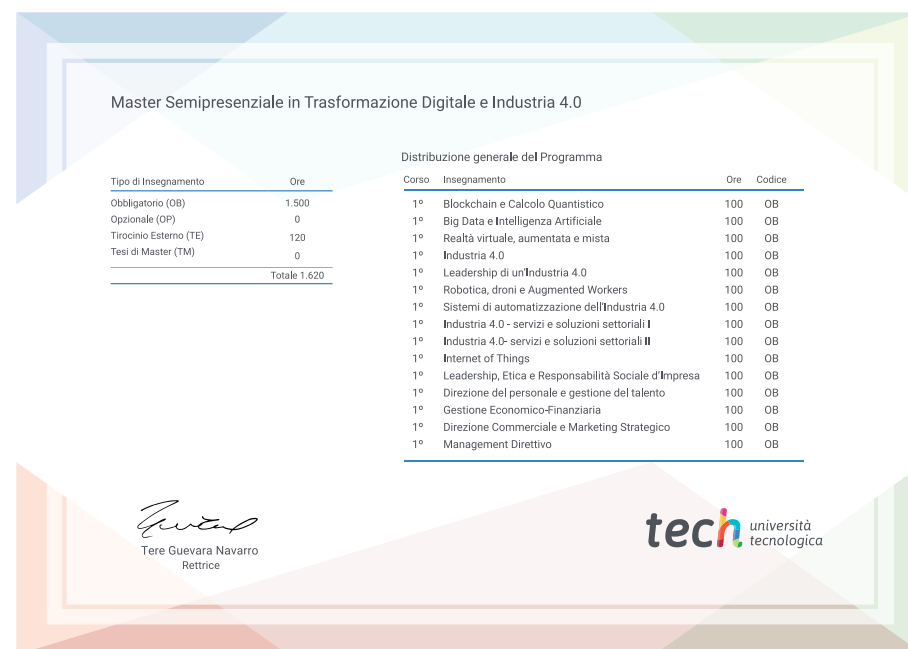 Master Semipresenziale in Trasformazione Digitale e Industria 4.0
Tipo di Insegnamento Ore
Obbligatorio (OB) 1.500
Opzionale (OP) 0
Tirocinio Esterno (TE) 120
Tesi di Master (TM) 0
Totale 1.620
Distribuzione generale del Programma
Corso Insegnamento Ore Codice
1º Blockchain e Calcolo Quantistico 100 OB
1º Big Data e Intelligenza Artificiale 100 OB
1º Realtà virtuale, aumentata e mista 100 OB
1º Industria 4.0 100 OB
1º Leadership di un'Industria 4.0 100 OB
1º Robotica, droni e Augmented Workers 100 OB
1º Sistemi di automatizzazione dell'Industria 4.0 100 OB
1º Industria 4.0 - servizi e soluzioni settoriali I 100 OB
1º Industria 4.0- servizi e soluzioni settoriali II 100 OB
1º Internet of Things 100 OB
1º Leadership, Etica e Responsabilità Sociale d'Impresa 100 OB
1º Direzione del personale e gestione del talento 100 OB
1º Gestione Economico-Finanziaria 100 OB
1º Direzione Commerciale e Marketing Strategico 100 OB
1º Management Direttivo 100 OB
Tere Guevara Navarro
Rettrice
tech università
tecnologica